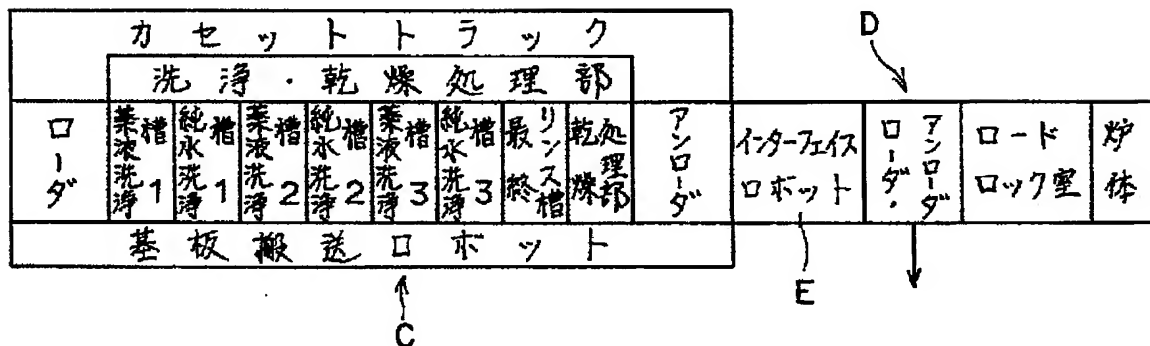 カセットトラック
D
洗浄・乾燥処理部
ローダ
薬液洗浄槽1
純水洗浄槽1
薬液洗浄槽2
純水洗浄槽2
薬液洗浄槽3
純水洗浄槽3
最終リンス槽
乾燥処理部
アンローダ
インターフェイス
ロボット
ローダ・
アンローダ
ロード
ロック室
炉
体
基板搬送ロボット
E
C